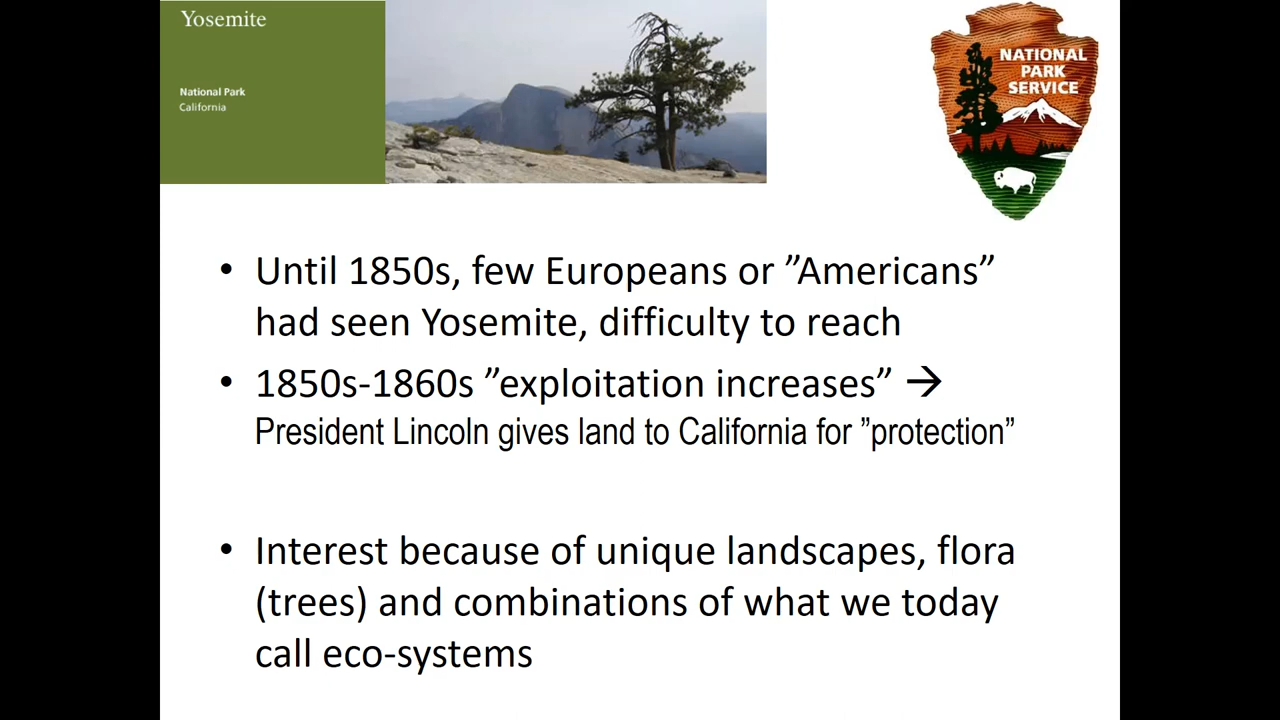 Yosemite
National Park
California
NATIONAL
PARK
SERVICE
• Until 1850s, few Europeans or ”Americans”
had seen Yosemite, difficulty to reach
• 1850s-1860s ”exploitation increases” →
President Lincoln gives land to California for ”protection”
• Interest because of unique landscapes, flora
(trees) and combinations of what we today
call eco-systems